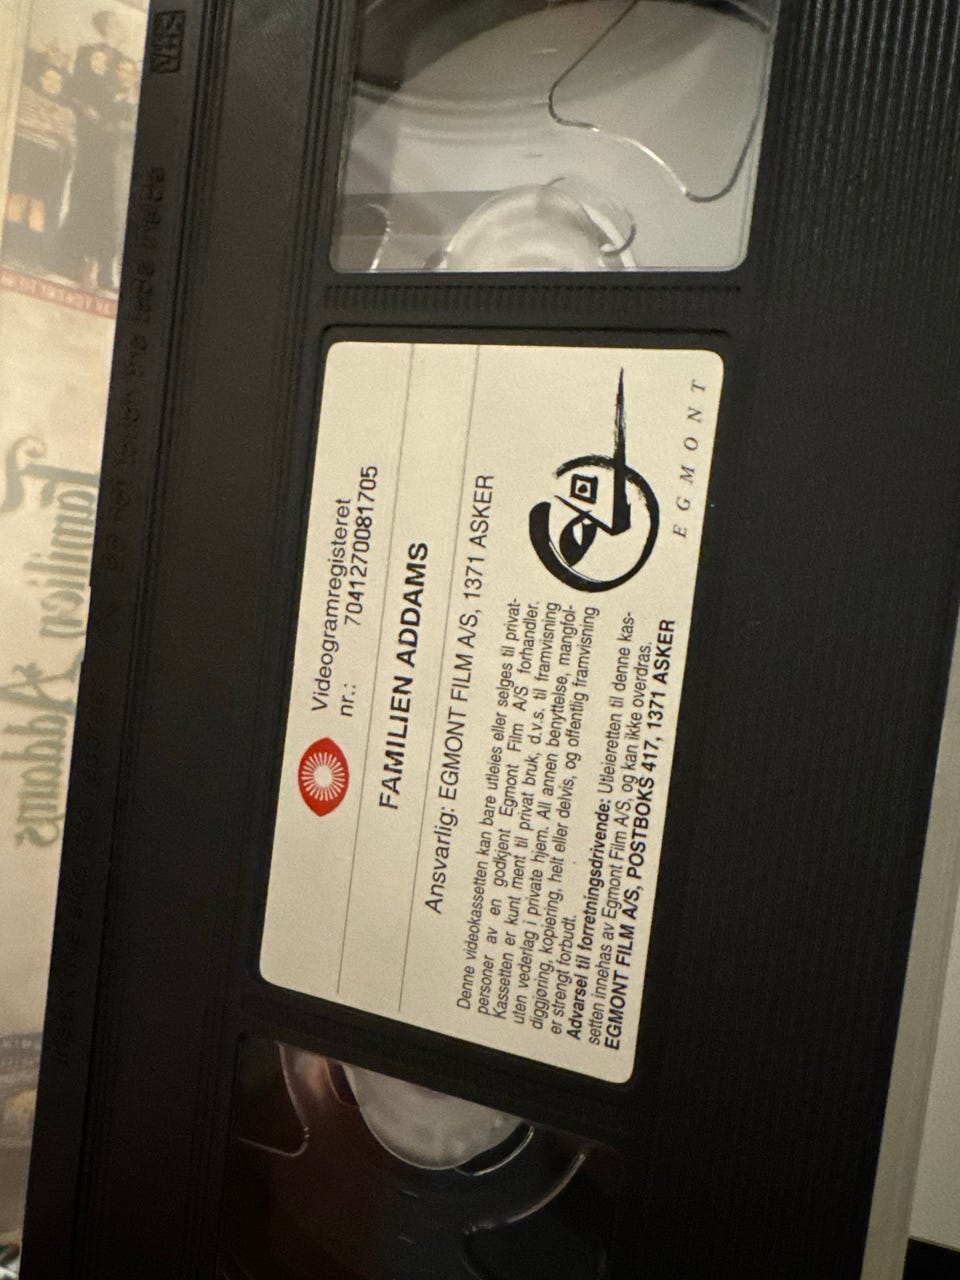 Videogramregisteret
nr.: 7041270081705
FAMILIEN ADDAMS
Ansvarlig: EGMONT FILM A/S, 1371 ASKER
Denne videokassetten kan bare utleies eller selges til privat-
personer av en godkjent Egmont Film A/S forhandler.
Kassetten er kunt ment til privat bruk, d.v.s. til framvisning
uten vederlag i private hjem. All annen benyttelse, mangfol-
diggjøring, kopiering, helt eller delvis, og offentlig framvisning
er strengt forbudt.
Advarsel til forretningsdrivende: Utleieretten til denne kas-
setten innehas av Egmont Film A/S, og kan ikke overdras.
EGMONT FILM A/S, POSTBOKS 417, 1371 ASKER
EGMONT
VHS
Do not touch the tape inside
Familien Addams